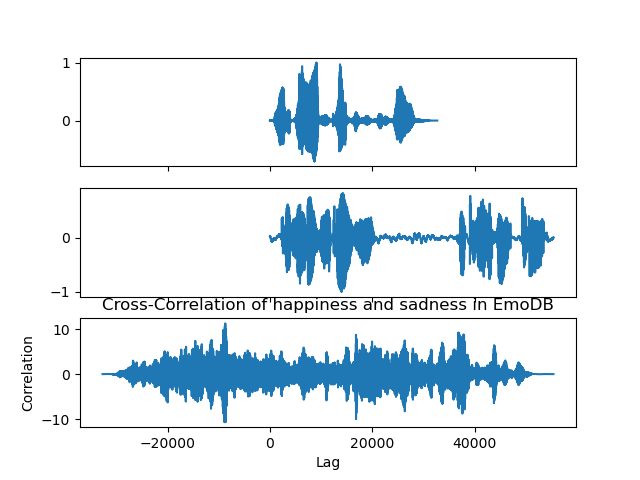 1
0
0
−1
Cross-Correlation of happiness and sadness in EmoDB
10
0
−10
Correlation
−20000 0 20000 40000
Lag